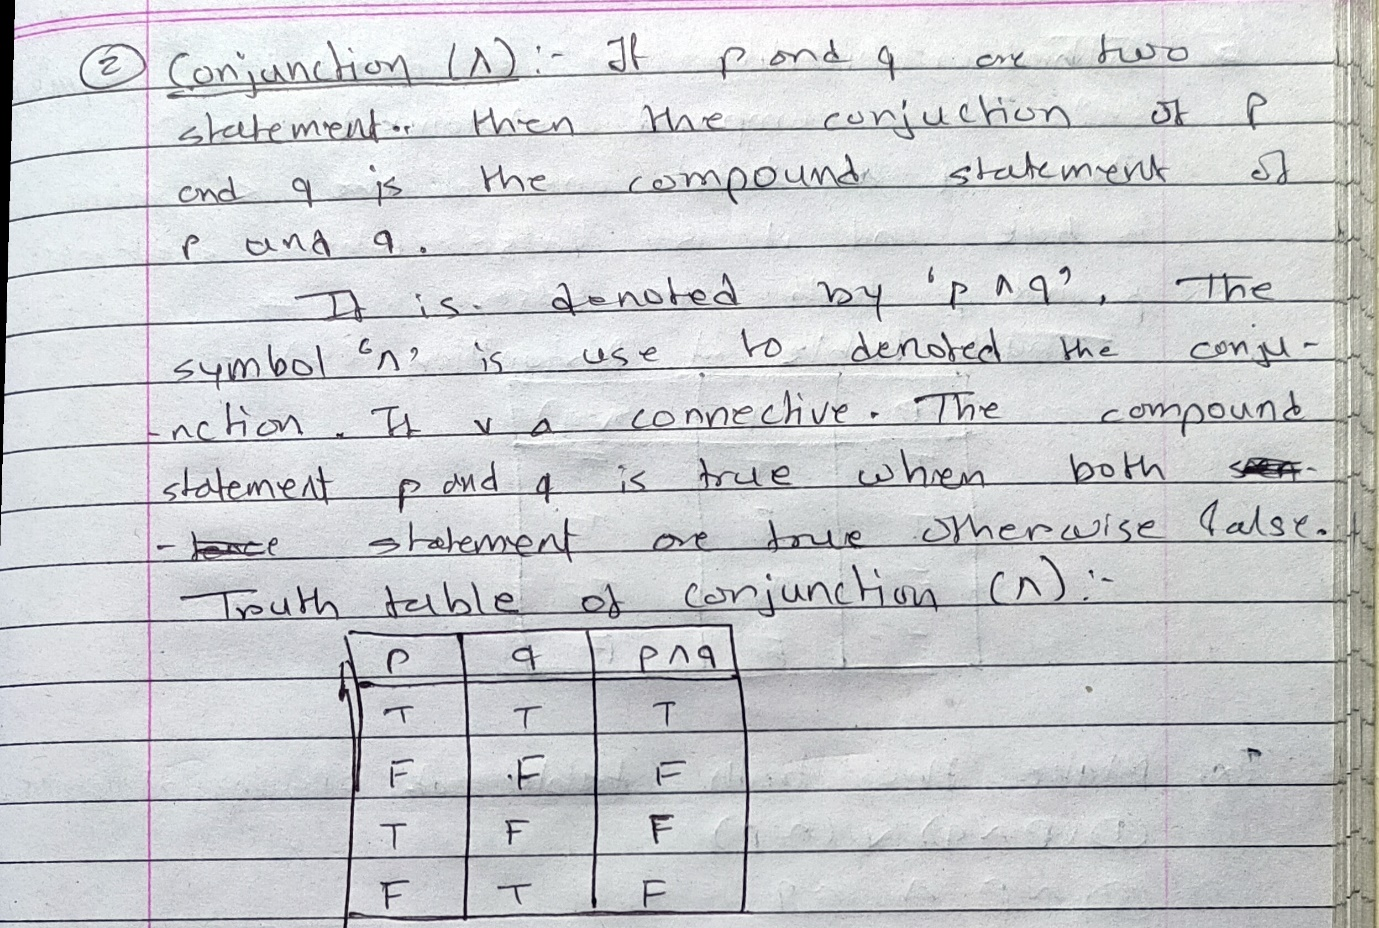 ② Conjunction (∧) :- If p and q are two
statement. then the conjuction of p
and q is the compound statement of
p and q.
It is denoted by 'p ∧ q', The
symbol '∧' is use to denoted the conju-
-nction. It is a connective. The compound
statement p and q is true when both
statement are true otherwise false.
Truth table of conjunction (∧) :-
p q p∧q
T T T
F F F
T F F
F T F